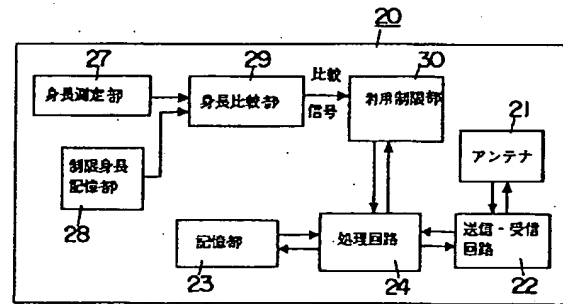 20
27
身長測定部
29
身長比較部
比較
信号
30
利用制限部
21
アンテナ
制限身長
記憶部
28
記憶部
23
処理回路
24
送信・受信
回路
22